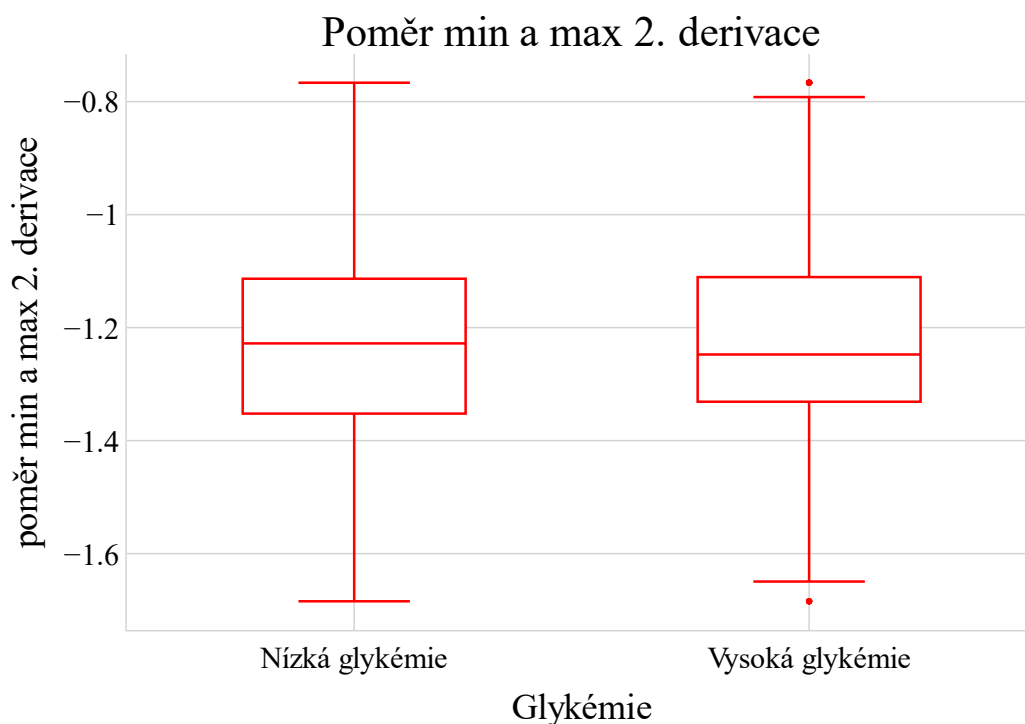 Poměr min a max 2. derivace
poměr min a max 2. derivace
−0.8
−1
−1.2
−1.4
−1.6
Nízká glykémie
Vysoká glykémie
Glykémie